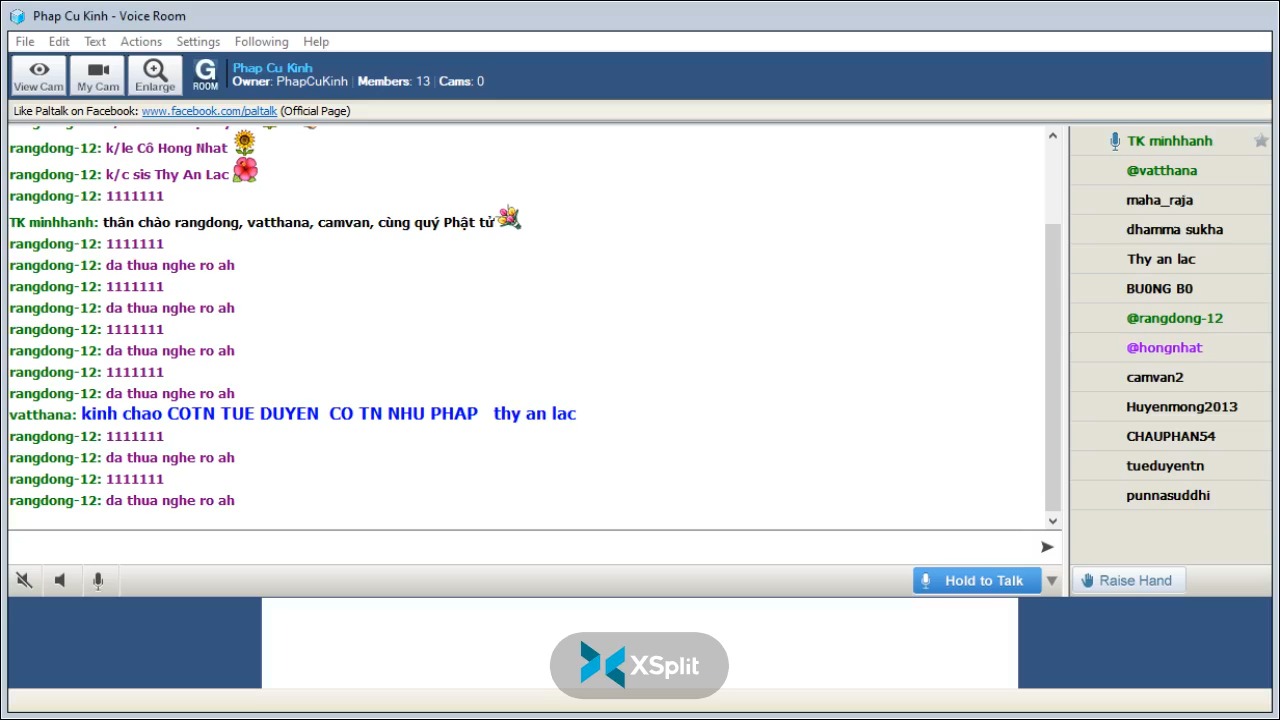 Phap Cu Kinh - Voice Room
File Edit Text Actions Settings Following Help
View Cam
My Cam
Enlarge
G ROOM
Phap Cu Kinh
Owner: PhapCuKinh | Members: 13 | Cams: 0
Like Paltalk on Facebook: www.facebook.com/paltalk (Official Page)
rangdong-12: k/le Cô Hong Nhat
rangdong-12: k/c sis Thy An Lac
rangdong-12: 1111111
TK minhhanh: thân chào rangdong, vatthana, camvan, cùng quý Phật tử
rangdong-12: 1111111
rangdong-12: da thua nghe ro ah
rangdong-12: 1111111
rangdong-12: da thua nghe ro ah
rangdong-12: 1111111
rangdong-12: da thua nghe ro ah
rangdong-12: 1111111
rangdong-12: da thua nghe ro ah
vatthana: kinh chao COTN TUE DUYEN CO TN NHU PHAP thy an lac
rangdong-12: 1111111
rangdong-12: da thua nghe ro ah
rangdong-12: 1111111
rangdong-12: da thua nghe ro ah
TK minhhanh
@vatthana
maha_raja
dhamma sukha
Thy an lac
BU0NG B0
@rangdong-12
@hongnhat
camvan2
Huyenmong2013
CHAUPHAN54
tueduyentn
punnasuddhi
Hold to Talk
Raise Hand
XSplit